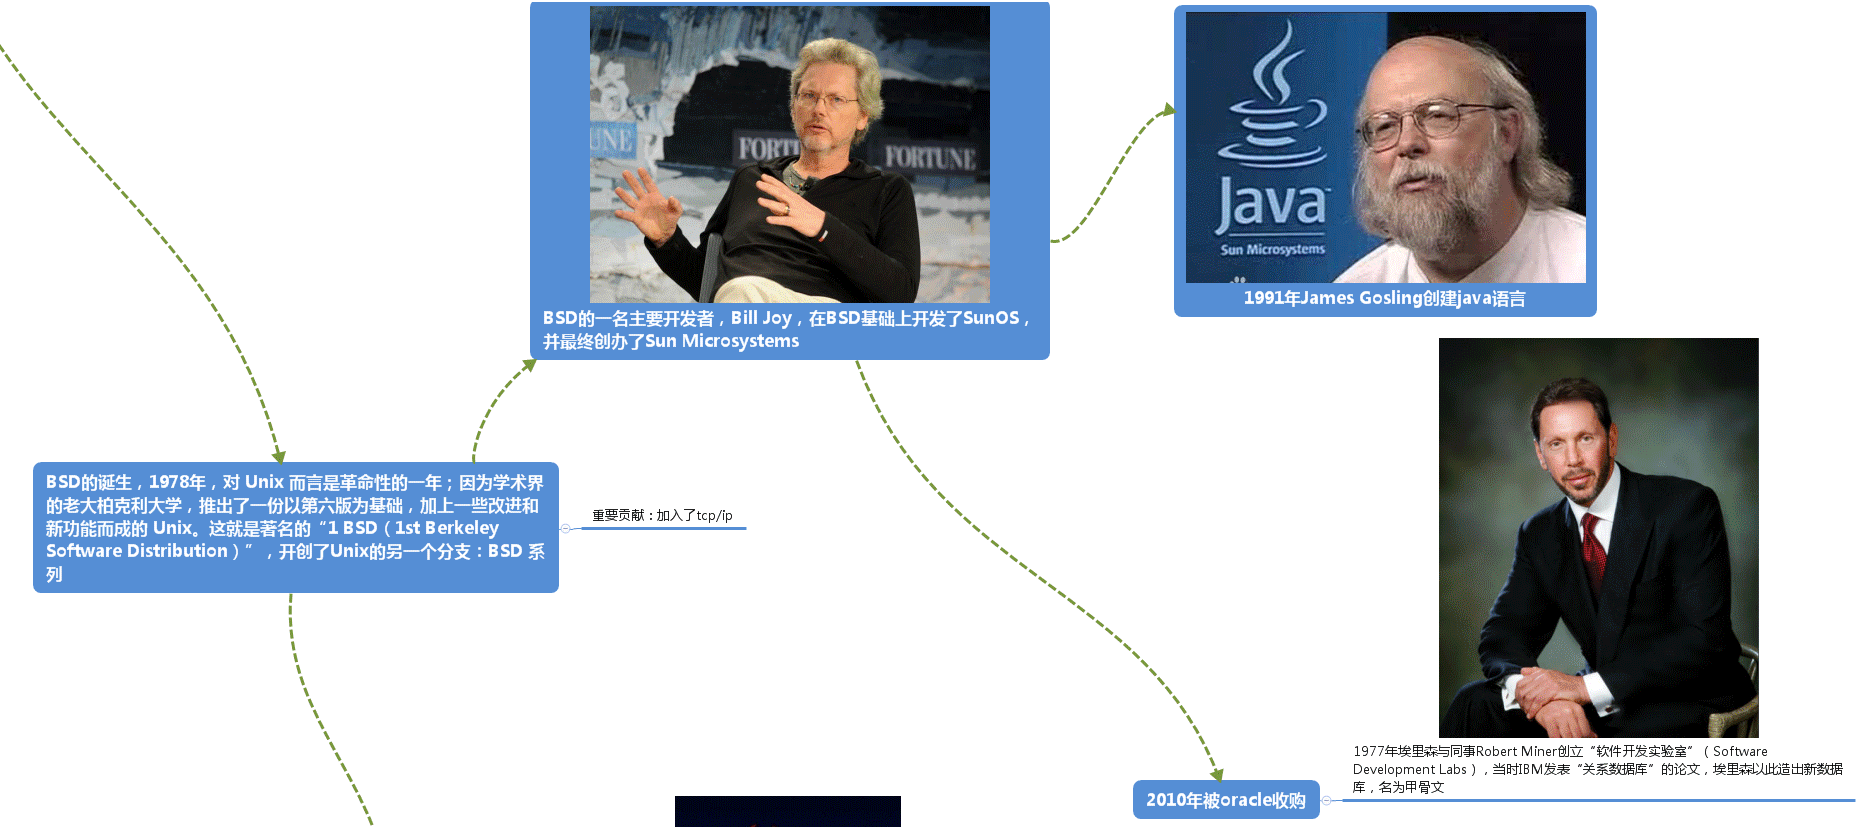 UNE
FORTU
FORTUNE
BSD的一名主要开发者，Bill Joy，在BSD基础上开发了SunOS，
并最终创办了Sun Microsystems
Java™
Sun Microsystems
1991年James Gosling创建java语言
BSD的诞生，1978年，对 Unix 而言是革命性的一年；因为学术界
的老大柏克利大学，推出了一份以第六版为基础，加上一些改进和
新功能而成的 Unix。这就是著名的“1 BSD（1st Berkeley
Software Distribution）”，开创了Unix的另一个分支：BSD 系
列
重要贡献：加入了tcp/ip
1977年埃里森与同事Robert Miner创立“软件开发实验室”（Software
Development Labs），当时IBM发表“关系数据库”的论文，埃里森以此造出新数据
库，名为甲骨文
2010年被oracle收购